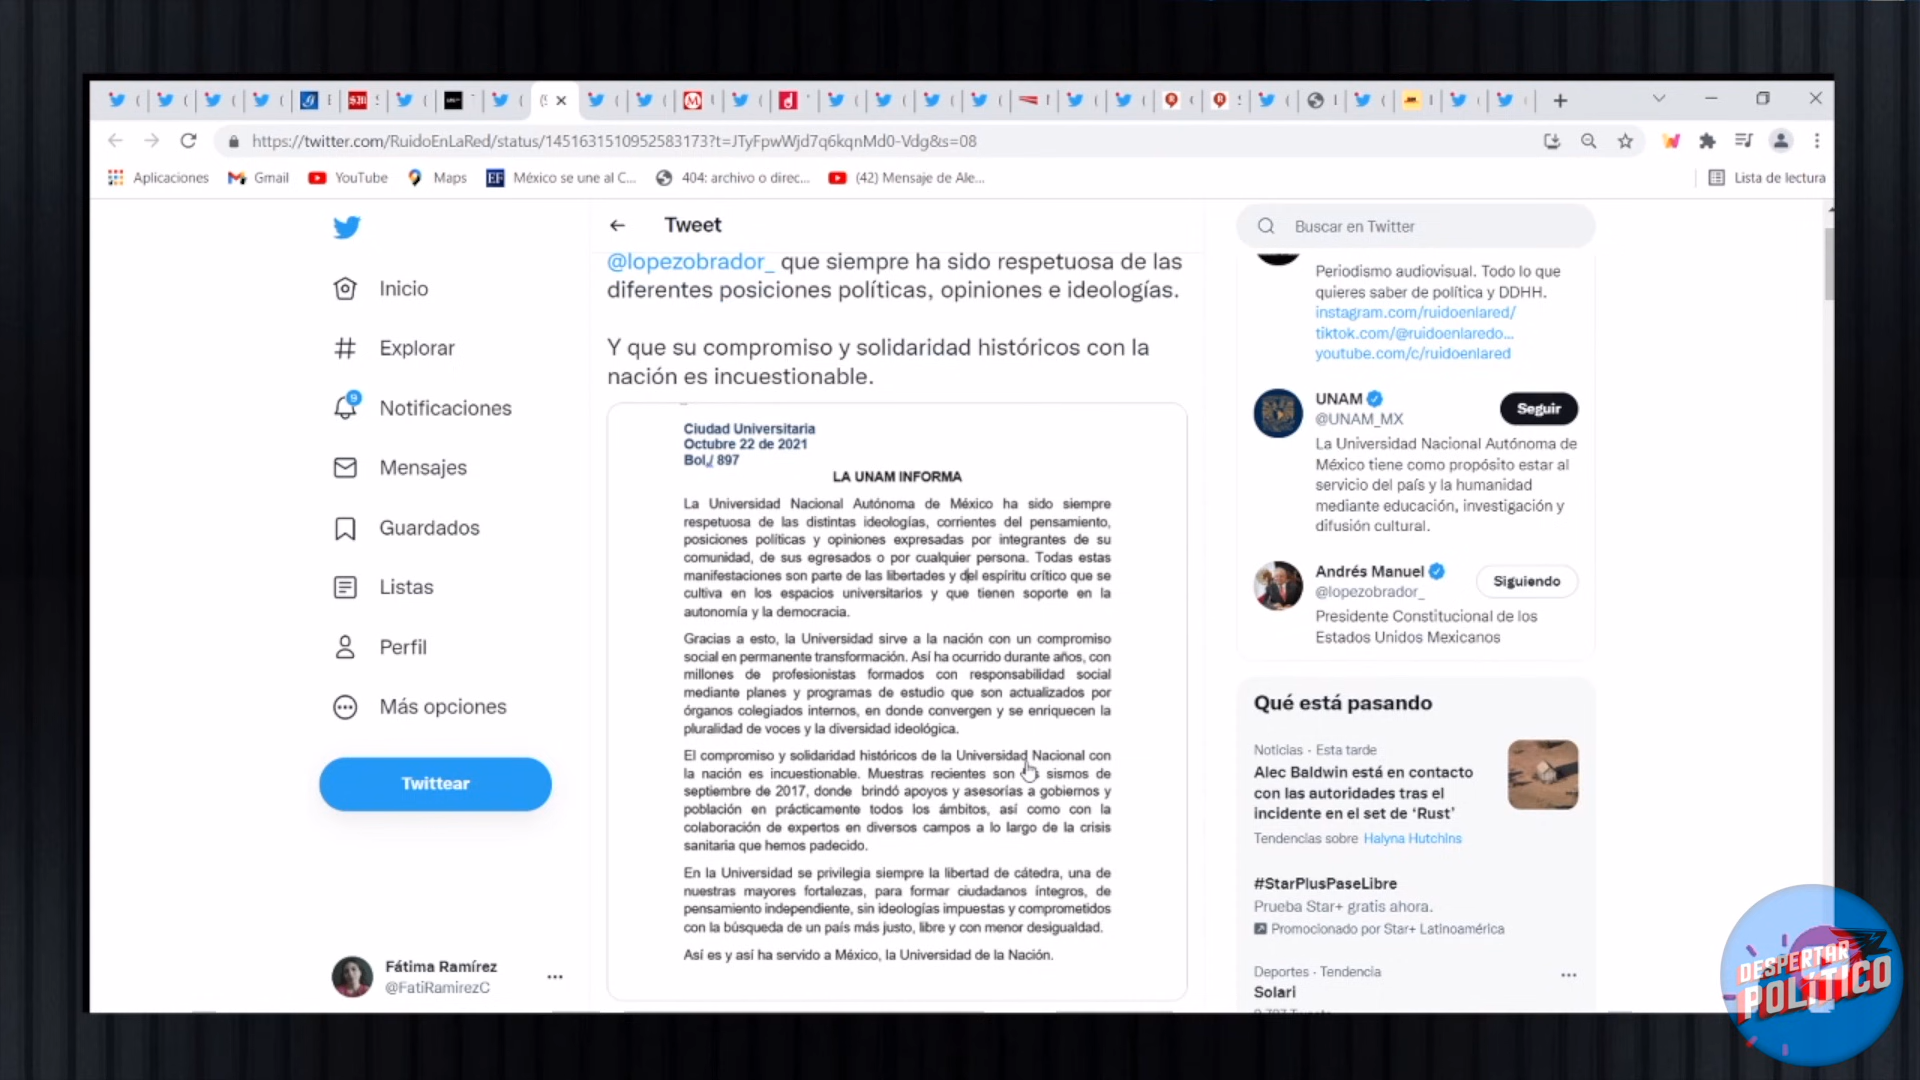 https://twitter.com/RuidoEnLaRed/status/1451631510952583173?t=JTyFpwWjd7q6kqnMd0-Vdg&s=08
Aplicaciones
Gmail
YouTube
Maps
México se une al C...
404: archivo o direc...
(42) Mensaje de Ale...
Lista de lectura
Inicio
Explorar
9
Notificaciones
Mensajes
Guardados
Listas
Perfil
Más opciones
Twittear
Fátima Ramírez
@FatiRamirezC
Tweet
@lopezobrador_ que siempre ha sido respetuosa de las
diferentes posiciones políticas, opiniones e ideologías.
Y que su compromiso y solidaridad históricos con la
nación es incuestionable.
Ciudad Universitaria
Octubre 22 de 2021
Bol./ 897
LA UNAM INFORMA
La Universidad Nacional Autónoma de México ha sido siempre
respetuosa de las distintas ideologías, corrientes del pensamiento,
posiciones políticas y opiniones expresadas por integrantes de su
comunidad, de sus egresados o por cualquier persona. Todas estas
manifestaciones son parte de las libertades y del espíritu crítico que se
cultiva en los espacios universitarios y que tienen soporte en la
autonomía y la democracia.
Gracias a esto, la Universidad sirve a la nación con un compromiso
social en permanente transformación. Así ha ocurrido durante años, con
millones de profesionistas formados con responsabilidad social
mediante planes y programas de estudio que son actualizados por
órganos colegiados internos, en donde convergen y se enriquecen la
pluralidad de voces y la diversidad ideológica.
El compromiso y solidaridad históricos de la Universidad Nacional con
la nación es incuestionable. Muestras recientes son sismos de
septiembre de 2017, donde brindó apoyos y asesorías a gobiernos y
población en prácticamente todos los ámbitos, así como con la
colaboración de expertos en diversos campos a lo largo de la crisis
sanitaria que hemos padecido.
En la Universidad se privilegia siempre la libertad de cátedra, una de
nuestras mayores fortalezas, para formar ciudadanos íntegros, de
pensamiento independiente, sin ideologías impuestas y comprometidos
con la búsqueda de un país más justo, libre y con menor desigualdad.
Así es y así ha servido a México, la Universidad de la Nación.
Buscar en Twitter
Periodismo audiovisual. Todo lo que
quieres saber de política y DDHH.
instagram.com/ruidoenlared/
tiktok.com/@ruidoenlaredo...
youtube.com/c/ruidoenlared
UNAM
@UNAM_MX
Seguir
La Universidad Nacional Autónoma de
México tiene como propósito estar al
servicio del país y la humanidad
mediante educación, investigación y
difusión cultural.
Andrés Manuel
@lopezobrador_
Siguiendo
Presidente Constitucional de los
Estados Unidos Mexicanos
Qué está pasando
Noticias · Esta tarde
Alec Baldwin está en contacto
con las autoridades tras el
incidente en el set de ‘Rust’
Tendencias sobre Halyna Hutchins
#StarPlusPaseLibre
Prueba Star+ gratis ahora.
Promocionado por Star+ Latinoamérica
Deportes · Tendencia
Solari
DESPERTAR
POLÍTICO